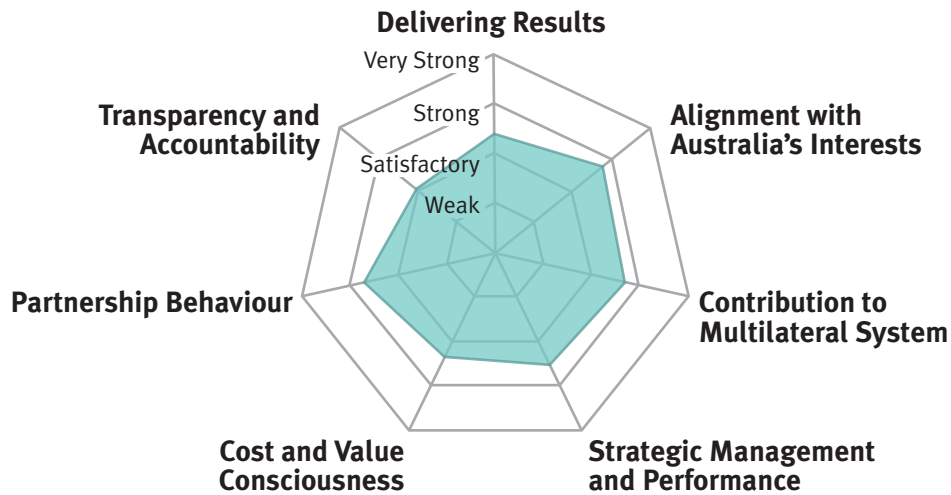 Delivering Results
Very Strong
Strong
Satisfactory
Weak
Alignment with
Australia’s Interests
Contribution to
Multilateral System
Strategic Management
and Performance
Cost and Value
Consciousness
Partnership Behaviour
Transparency and
Accountability